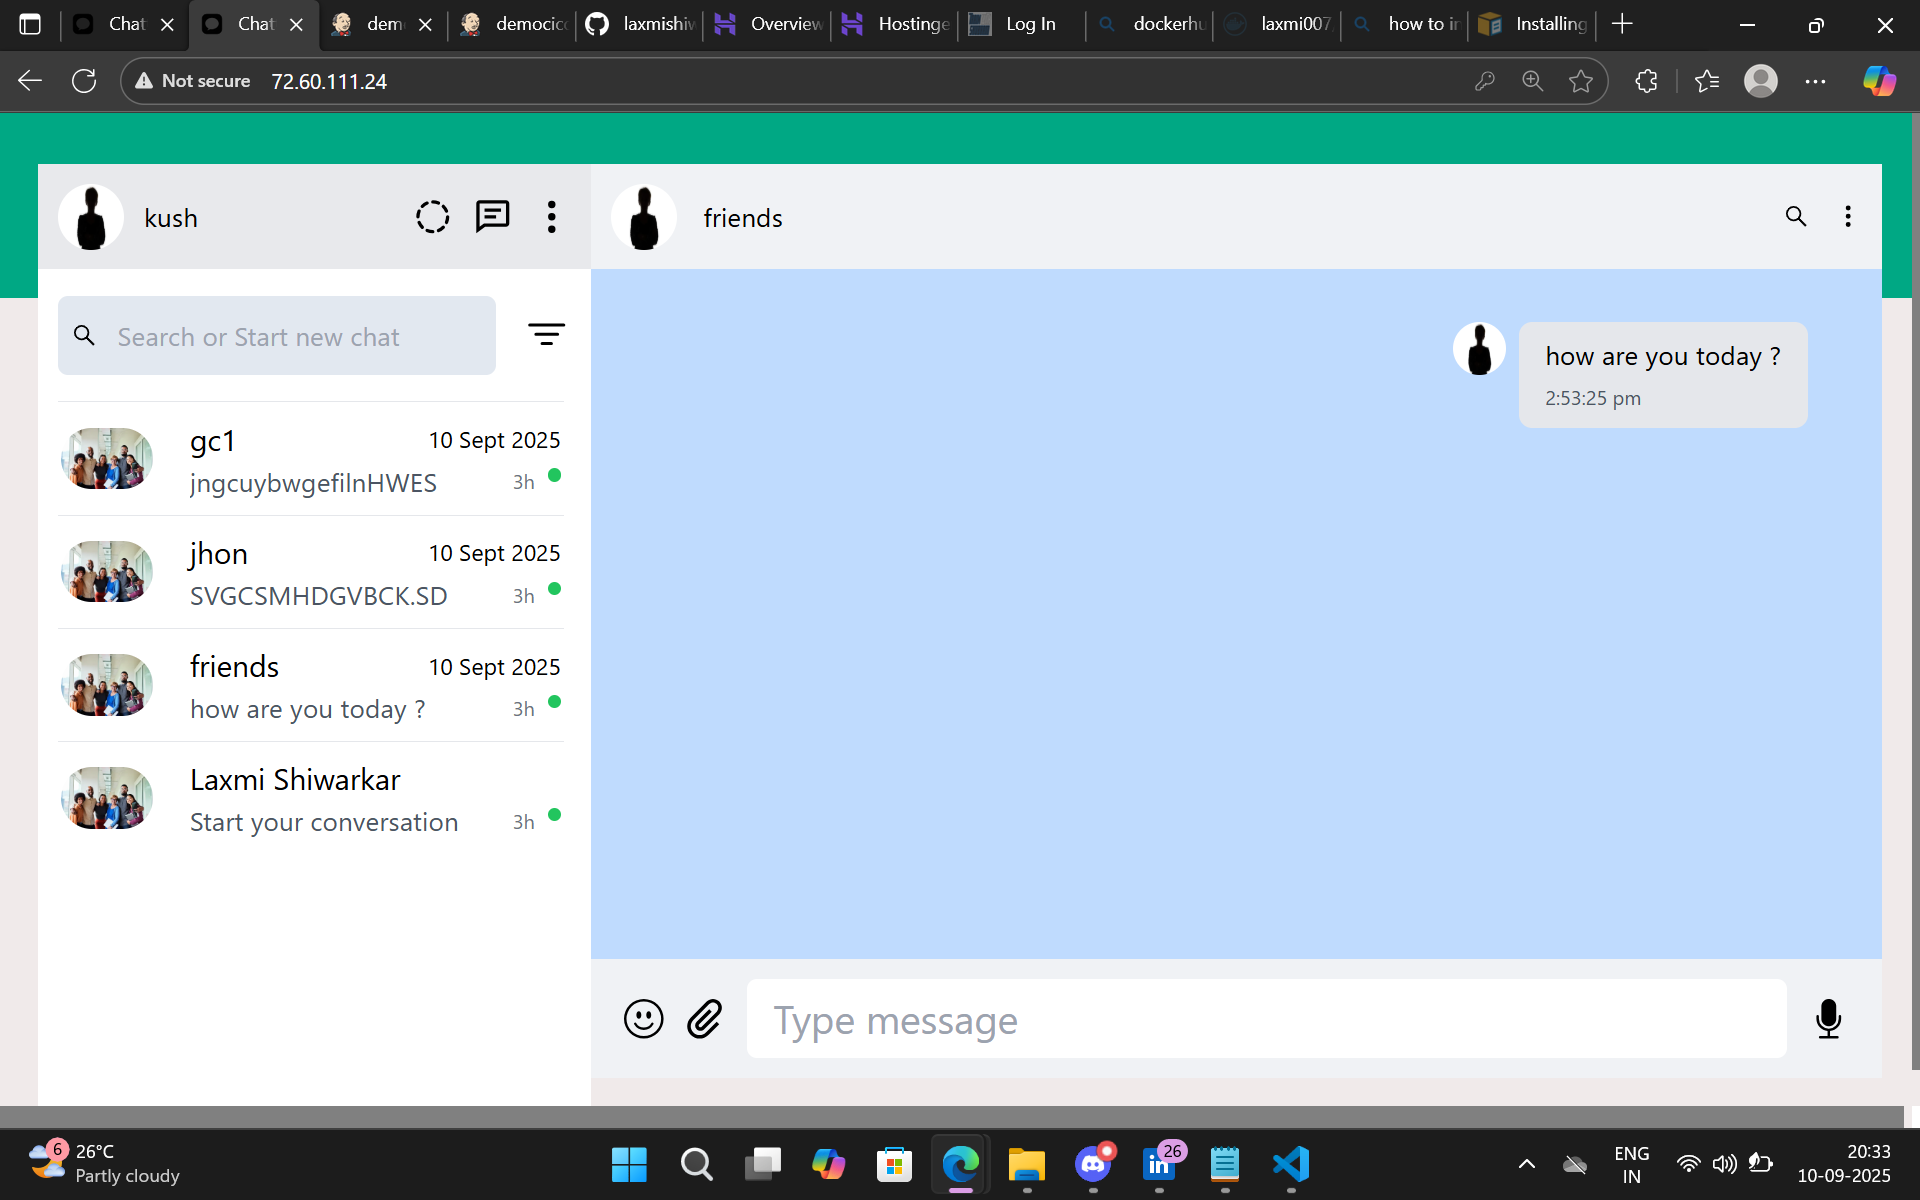 Chat
Chat
dem
democic
laxmishiw
Overview
Hostinge
Log In
dockerhu
laxmi007
how to in
Installing
Not secure
72.60.111.24
kush
friends
Search or Start new chat
gc1
10 Sept 2025
jngcuybwgefilnHWES
3h
jhon
10 Sept 2025
SVGCSMHDGVBCK.SD
3h
friends
10 Sept 2025
how are you today ?
3h
Laxmi Shiwarkar
Start your conversation
3h
how are you today ?
2:53:25 pm
Type message
6
26°C
Partly cloudy
in
26
ENG
IN
20:33
10-09-2025